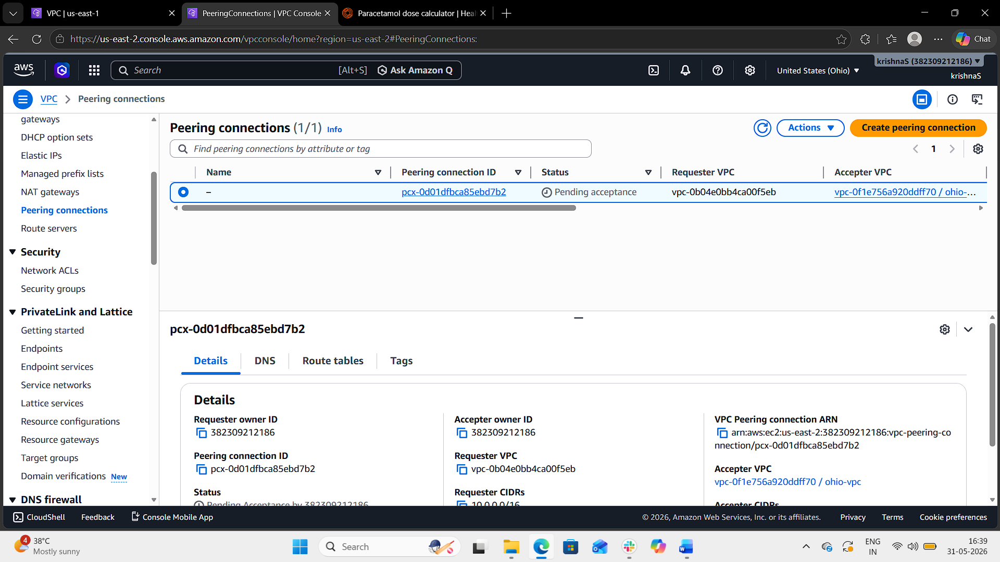 VPC | us-east-1
PeeringConnections | VPC Console
Paracetamol dose calculator | Heal
https://us-east-2.console.aws.amazon.com/vpcconsole/home?region=us-east-2#PeeringConnections:
Chat
aws
Search
[Alt+S]
Ask Amazon Q
United States (Ohio)
krishnaS (382309212186)
krishnaS
VPC
Peering connections
gateways
DHCP option sets
Elastic IPs
Managed prefix lists
NAT gateways
Peering connections
Route servers
Security
Network ACLs
Security groups
PrivateLink and Lattice
Getting started
Endpoints
Endpoint services
Service networks
Lattice services
Resource configurations
Resource gateways
Target groups
Domain verifications New
DNS firewall
Peering connections (1/1) Info
Actions
Create peering connection
Find peering connections by attribute or tag
1
Name
Peering connection ID
Status
Requester VPC
Accepter VPC
–
pcx-0d01dfbca85ebd7b2
Pending acceptance
vpc-0b04e0bb4ca00f5eb
vpc-0f1e756a920ddff70 / ohio-...
pcx-0d01dfbca85ebd7b2
Details
DNS
Route tables
Tags
Details
Requester owner ID
382309212186
Peering connection ID
pcx-0d01dfbca85ebd7b2
Status
Pending Acceptance by 382309212186
Accepter owner ID
382309212186
Requester VPC
vpc-0b04e0bb4ca00f5eb
Requester CIDRs
10.0.0.0/16
VPC Peering connection ARN
arn:aws:ec2:us-east-2:382309212186:vpc-peering-co
nnection/pcx-0d01dfbca85ebd7b2
Accepter VPC
vpc-0f1e756a920ddff70 / ohio-vpc
Accepter CIDRs
CloudShell
Feedback
Console Mobile App
© 2026, Amazon Web Services, Inc. or its affiliates.
Privacy
Terms
Cookie preferences
4
38°C
Mostly sunny
Search
ENG
IN
16:39
31-05-2026